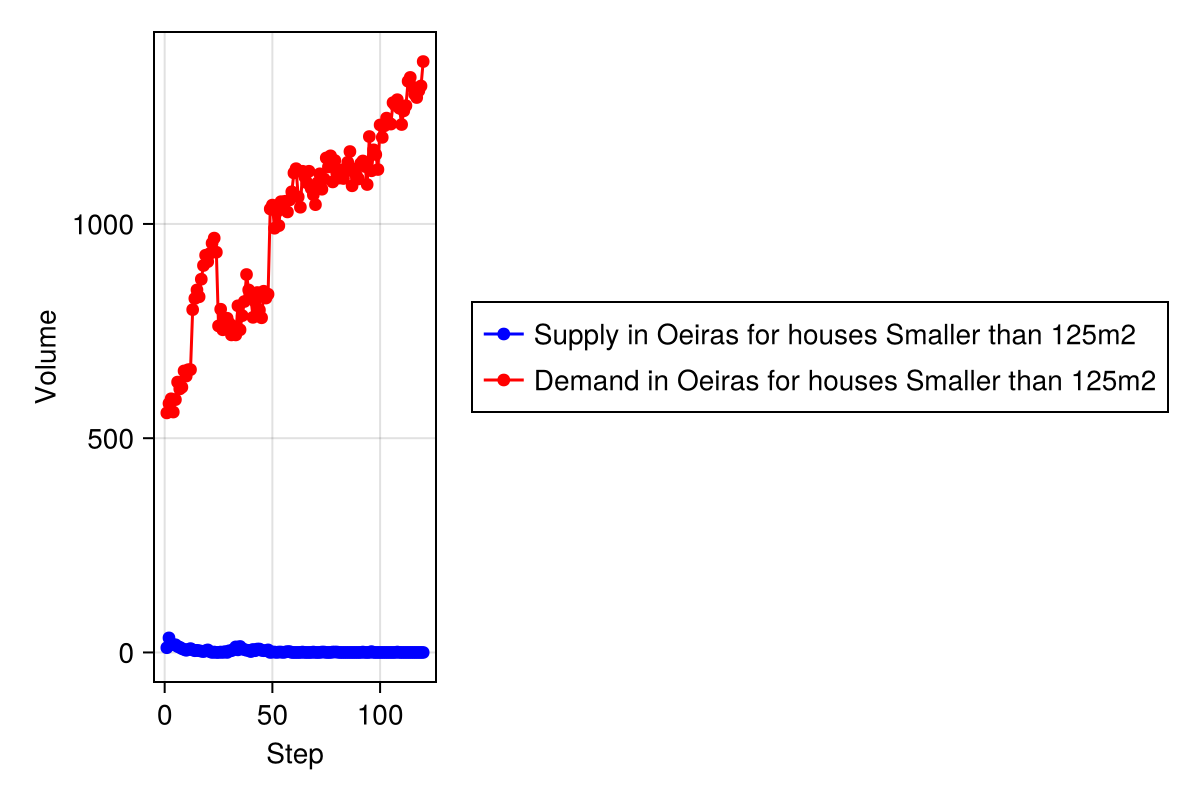 1000
500
0
Volume
0 50 100
Step
Supply in Oeiras for houses Smaller than 125m2
Demand in Oeiras for houses Smaller than 125m2